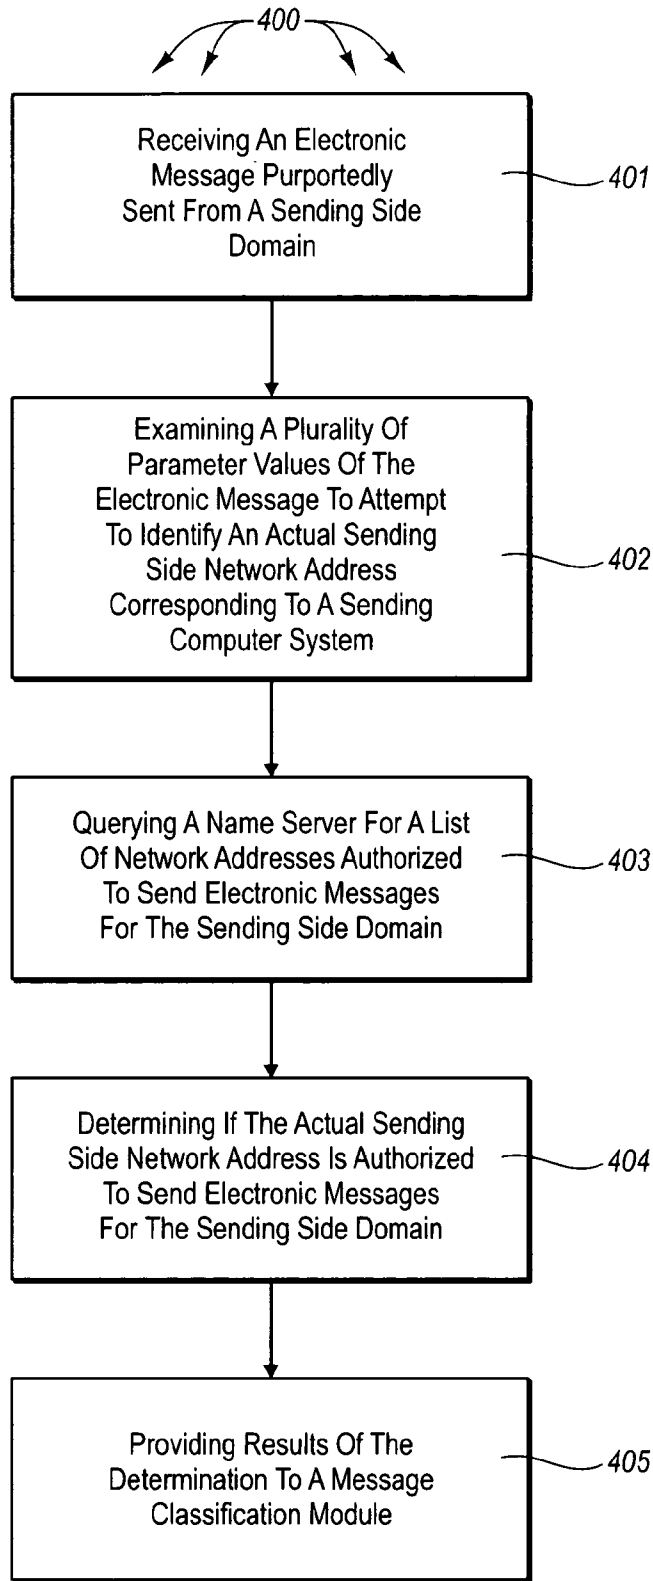 400
Receiving An Electronic
Message Purportedly
Sent From A Sending Side
Domain
401
Examining A Plurality Of
Parameter Values Of The
Electronic Message To Attempt
To Identify An Actual Sending
Side Network Address
Corresponding To A Sending
Computer System
402
Querying A Name Server For A List
Of Network Addresses Authorized
To Send Electronic Messages
For The Sending Side Domain
403
Determining If The Actual Sending
Side Network Address Is Authorized
To Send Electronic Messages
For The Sending Side Domain
404
Providing Results Of The
Determination To A Message
Classification Module
405